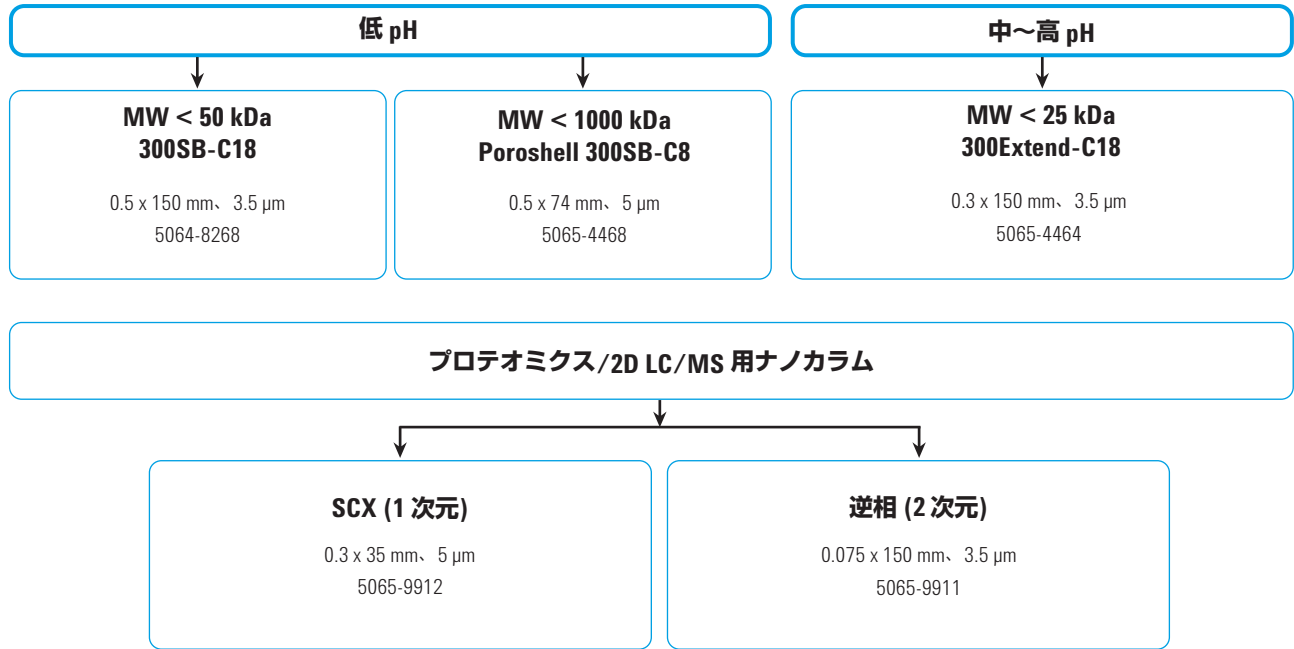 低 pH
中~高 pH
MW < 50 kDa
300SB-C18
0.5 x 150 mm、3.5 µm
5064-8268
MW < 1000 kDa
Poroshell 300SB-C8
0.5 x 74 mm、5 µm
5065-4468
MW < 25 kDa
300Extend-C18
0.3 x 150 mm、3.5 µm
5065-4464
プロテオミクス/2D LC/MS 用ナノカラム
SCX (1 次元)
0.3 x 35 mm、5 µm
5065-9912
逆相 (2 次元)
0.075 x 150 mm、3.5 µm
5065-9911